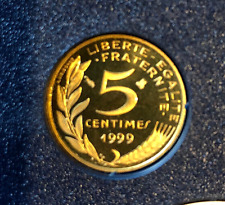 LIBERTE·EGALITE
·FRATERNITE·
5
CENTIMES
1999